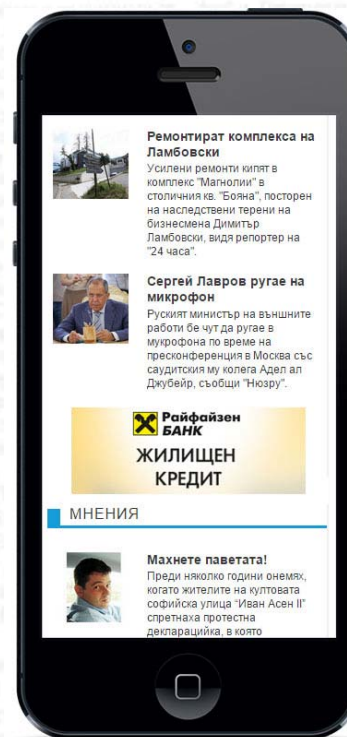 Ремонтират комплекса на
Ламбовски
Усилени ремонти кипят в
комплекс "Магнолии" в
столичния кв. "Бояна", посторен
на наследствени терени на
бизнесмена Димитър
Ламбовски, видя репортер на
"24 часа".
Сергей Лавров ругае на
микрофон
Руският министър на външните
работи бе чут да ругае в
мукрофона по време на
пресконференция в Москва със
саудитския му колега Адел ал
Джубейр, съобщи "Нюзру".
Райфайзен
БАНК
ЖИЛИЩЕН
КРЕДИТ
МНЕНИЯ
Махнете паветата!
Преди няколко години онемях,
когато жителите на култовата
софийска улица “Иван Асен II”
спретнаха протестна
декларацийка, в която